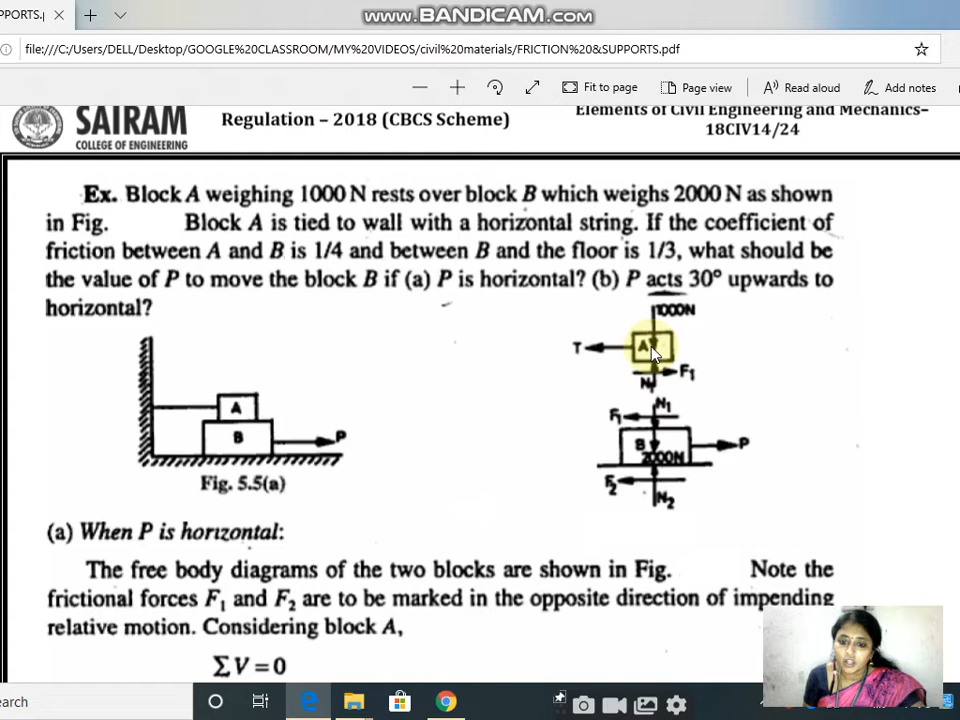 www.BANDICAM.com
PPORTS.p
file:///C:/Users/DELL/Desktop/GOOGLE%20CLASSROOM/MY%20VIDEOS/civil%20materials/FRICTION%20&SUPPORTS.pdf
Fit to page
Page view
Read aloud
Add notes
SAIRAM
COLLEGE OF ENGINEERING
Regulation – 2018 (CBCS Scheme)
Elements of Civil Engineering and Mechanics–
18CIV14/24
Ex. Block A weighing 1000 N rests over block B which weighs 2000 N as shown
in Fig. Block A is tied to wall with a horizontal string. If the coefficient of
friction between A and B is 1/4 and between B and the floor is 1/3, what should be
the value of P to move the block B if (a) P is horizontal? (b) P acts 30° upwards to
horizontal?
1000N
T A
N F₁
F₁ N₁
B 2000N P
F₂ N₂
A
B P
Fig. 5.5(a)
(a) When P is horizontal:
The free body diagrams of the two blocks are shown in Fig. Note the
frictional forces F₁ and F₂ are to be marked in the opposite direction of impending
relative motion. Considering block A,
∑V = 0
earch